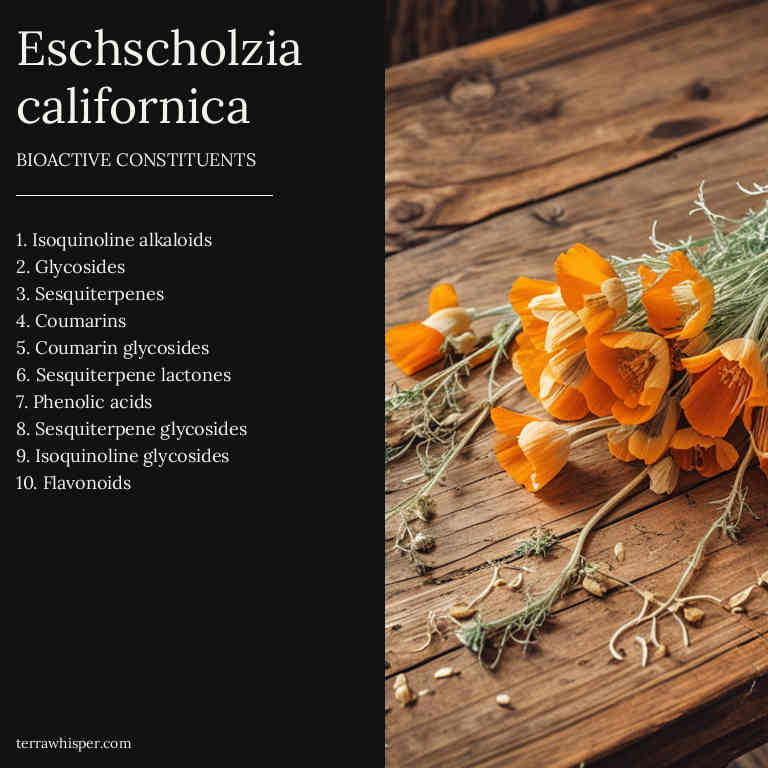 Eschscholzia
californica
BIOACTIVE CONSTITUENTS
1. Isoquinoline alkaloids
2. Glycosides
3. Sesquiterpenes
4. Coumarins
5. Coumarin glycosides
6. Sesquiterpene lactones
7. Phenolic acids
8. Sesquiterpene glycosides
9. Isoquinoline glycosides
10. Flavonoids
terrawhisper.com